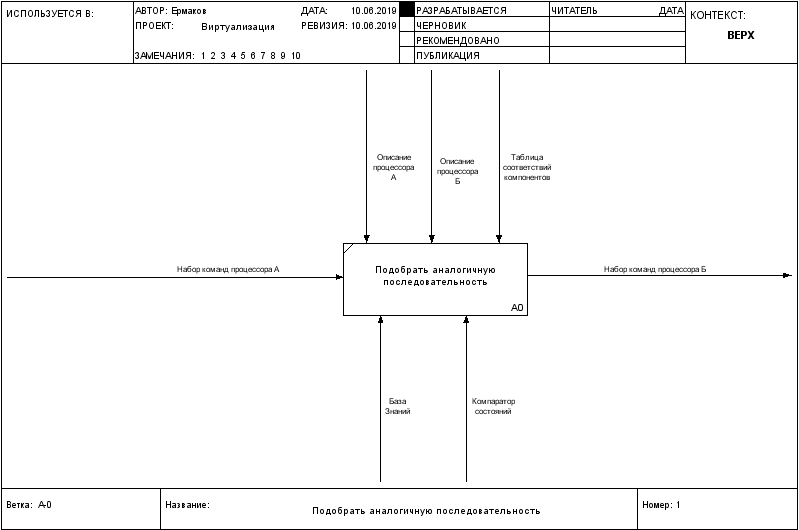 ИСПОЛЬЗУЕТСЯ В:
АВТОР: Ермаков
ДАТА: 10.06.2019
ПРОЕКТ: Виртуализация
РЕВИЗИЯ: 10.06.2019
ЗАМЕЧАНИЯ: 1 2 3 4 5 6 7 8 9 10
РАЗРАБАТЫВАЕТСЯ
ЧЕРНОВИК
РЕКОМЕНДОВАНО
ПУБЛИКАЦИЯ
ЧИТАТЕЛЬ ДАТА
КОНТЕКСТ:
ВЕРХ
Описание
процессора
А
Описание
процессора
Б
Таблица
соответствий
компонентов
Набор команд процессора А
Подобрать аналогичную
последовательность
A0
Набор команд процессора Б
База
Знаний
Компаратор
состояний
Ветка: A-0
Название:
Подобрать аналогичную последовательность
Номер: 1